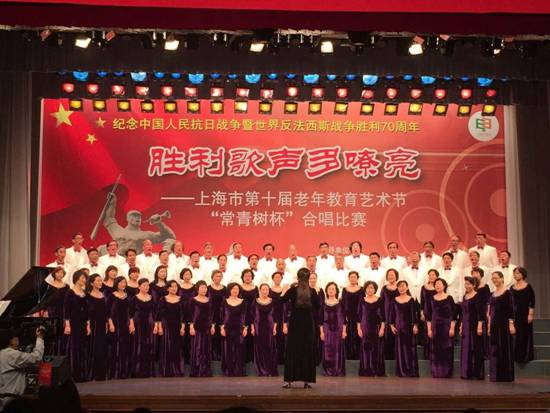 纪念中国人民抗日战争暨世界反法西斯战争胜利70周年
胜利歌声多嘹亮
——上海市第十届老年教育艺术节
“常青树杯”合唱比赛